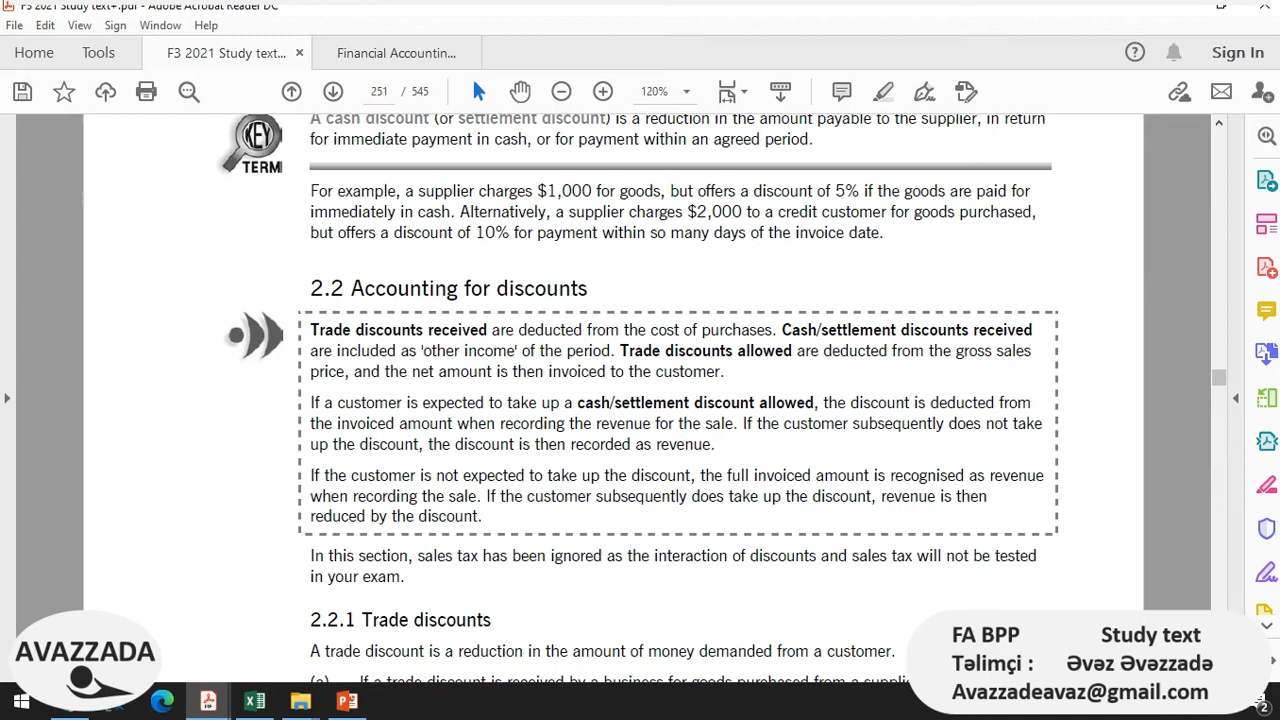 F3 2021 Study text+.pdf - Adobe Acrobat Reader DC
File Edit View Sign Window Help
Home Tools F3 2021 Study text... × Financial Accountin... Sign In
251 / 545 120%
A cash discount (or settlement discount) is a reduction in the amount payable to the supplier, in return
for immediate payment in cash, or for payment within an agreed period.
KEY
TERM
For example, a supplier charges $1,000 for goods, but offers a discount of 5% if the goods are paid for
immediately in cash. Alternatively, a supplier charges $2,000 to a credit customer for goods purchased,
but offers a discount of 10% for payment within so many days of the invoice date.
2.2 Accounting for discounts
Trade discounts received are deducted from the cost of purchases. Cash/settlement discounts received
are included as 'other income' of the period. Trade discounts allowed are deducted from the gross sales
price, and the net amount is then invoiced to the customer.
If a customer is expected to take up a cash/settlement discount allowed, the discount is deducted from
the invoiced amount when recording the revenue for the sale. If the customer subsequently does not take
up the discount, the discount is then recorded as revenue.
If the customer is not expected to take up the discount, the full invoiced amount is recognised as revenue
when recording the sale. If the customer subsequently does take up the discount, revenue is then
reduced by the discount.
In this section, sales tax has been ignored as the interaction of discounts and sales tax will not be tested
in your exam.
2.2.1 Trade discounts
A trade discount is a reduction in the amount of money demanded from a customer.
(a) If a trade discount is received by a business for goods purchased from a supplier
AVAZZADA
FA BPP Study text
Təlimçi : Əvəz Əvəzzadə
Avazzadeavaz@gmail.com
2